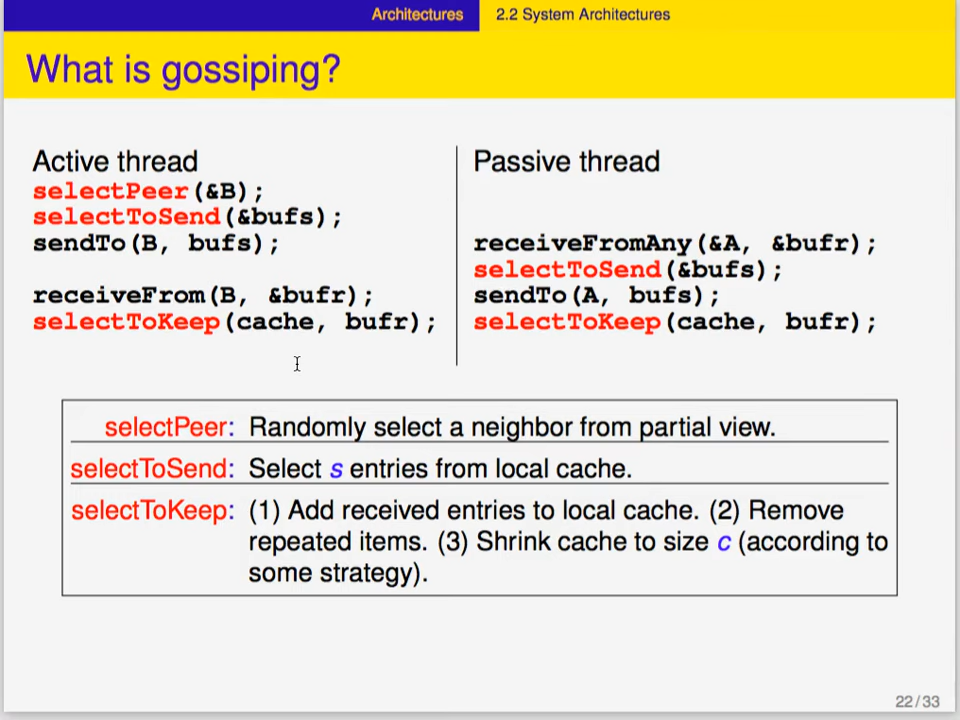 Architectures 2.2 System Architectures
What is gossiping?
Active thread
selectPeer(&B);
selectToSend(&bufs);
sendTo(B, bufs);
receiveFrom(B, &bufr);
selectToKeep(cache, bufr);
Passive thread
receiveFromAny(&A, &bufr);
selectToSend(&bufs);
sendTo(A, bufs);
selectToKeep(cache, bufr);
selectPeer: Randomly select a neighbor from partial view.
selectToSend: Select s entries from local cache.
selectToKeep: (1) Add received entries to local cache. (2) Remove
repeated items. (3) Shrink cache to size c (according to
some strategy).
22 / 33